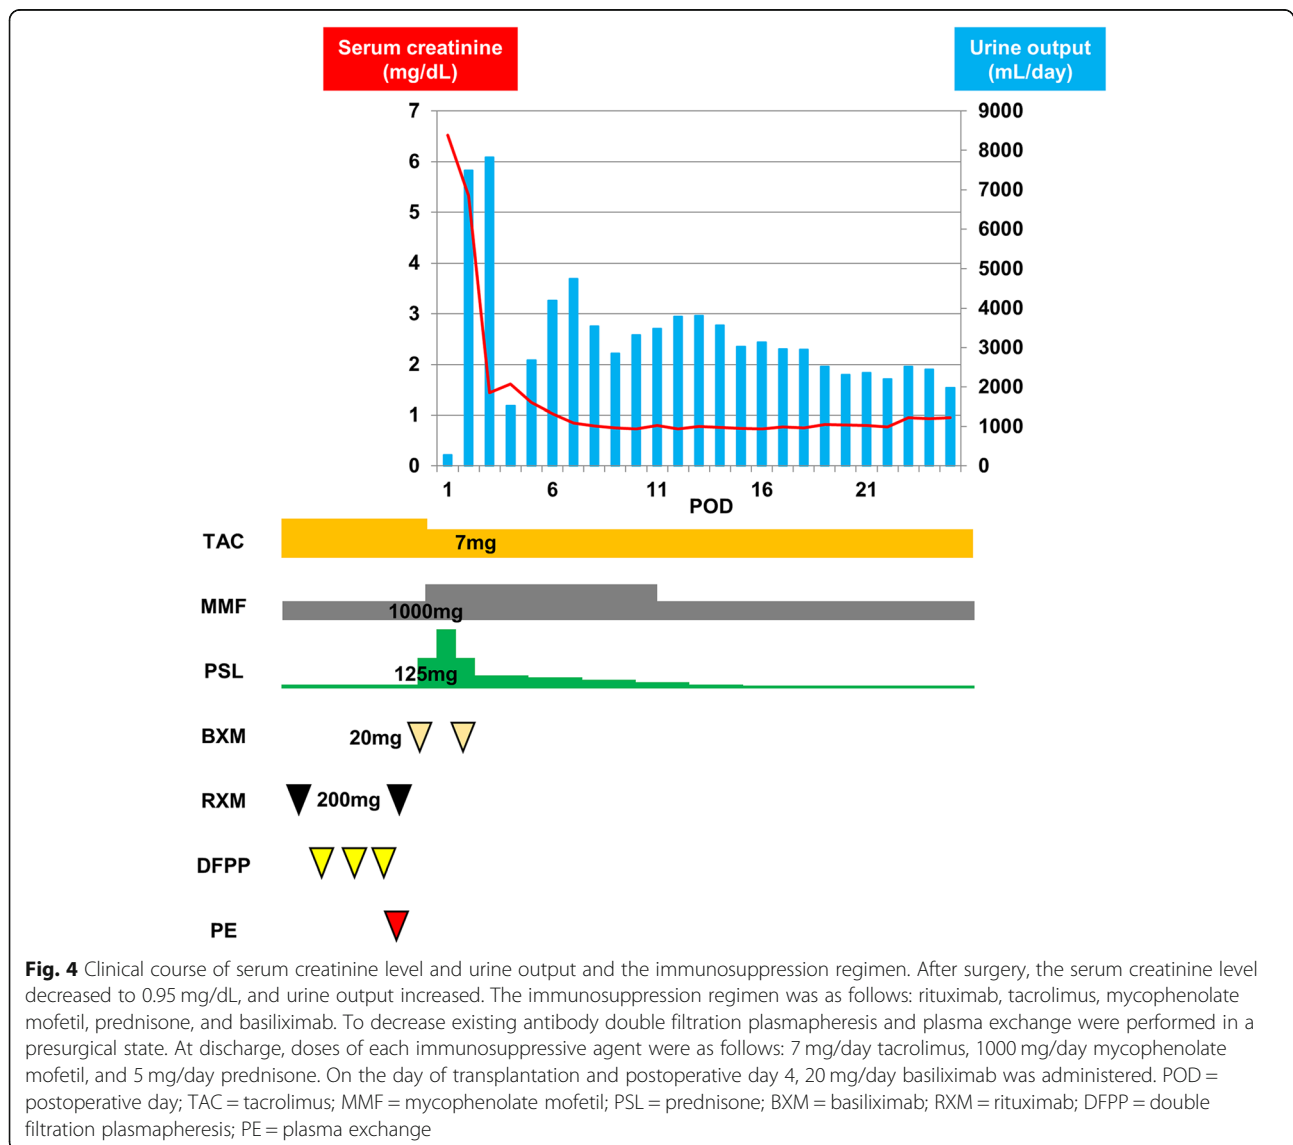 Serum creatinine
(mg/dL)
Urine output
(mL/day)
7
6
5
4
3
2
1
0
9000
8000
7000
6000
5000
4000
3000
2000
1000
0
1 6 11 16 21
POD
TAC 7mg
MMF 1000mg
PSL 125mg
BXM 20mg
RXM 200mg
DFPP
PE
Fig. 4 Clinical course of serum creatinine level and urine output and the immunosuppression regimen. After surgery, the serum creatinine level
decreased to 0.95 mg/dL, and urine output increased. The immunosuppression regimen was as follows: rituximab, tacrolimus, mycophenolate
mofetil, prednisone, and basiliximab. To decrease existing antibody double filtration plasmapheresis and plasma exchange were performed in a
presurgical state. At discharge, doses of each immunosuppressive agent were as follows: 7 mg/day tacrolimus, 1000 mg/day mycophenolate
mofetil, and 5 mg/day prednisone. On the day of transplantation and postoperative day 4, 20 mg/day basiliximab was administered. POD =
postoperative day; TAC = tacrolimus; MMF = mycophenolate mofetil; PSL = prednisone; BXM = basiliximab; RXM = rituximab; DFPP = double
filtration plasmapheresis; PE = plasma exchange